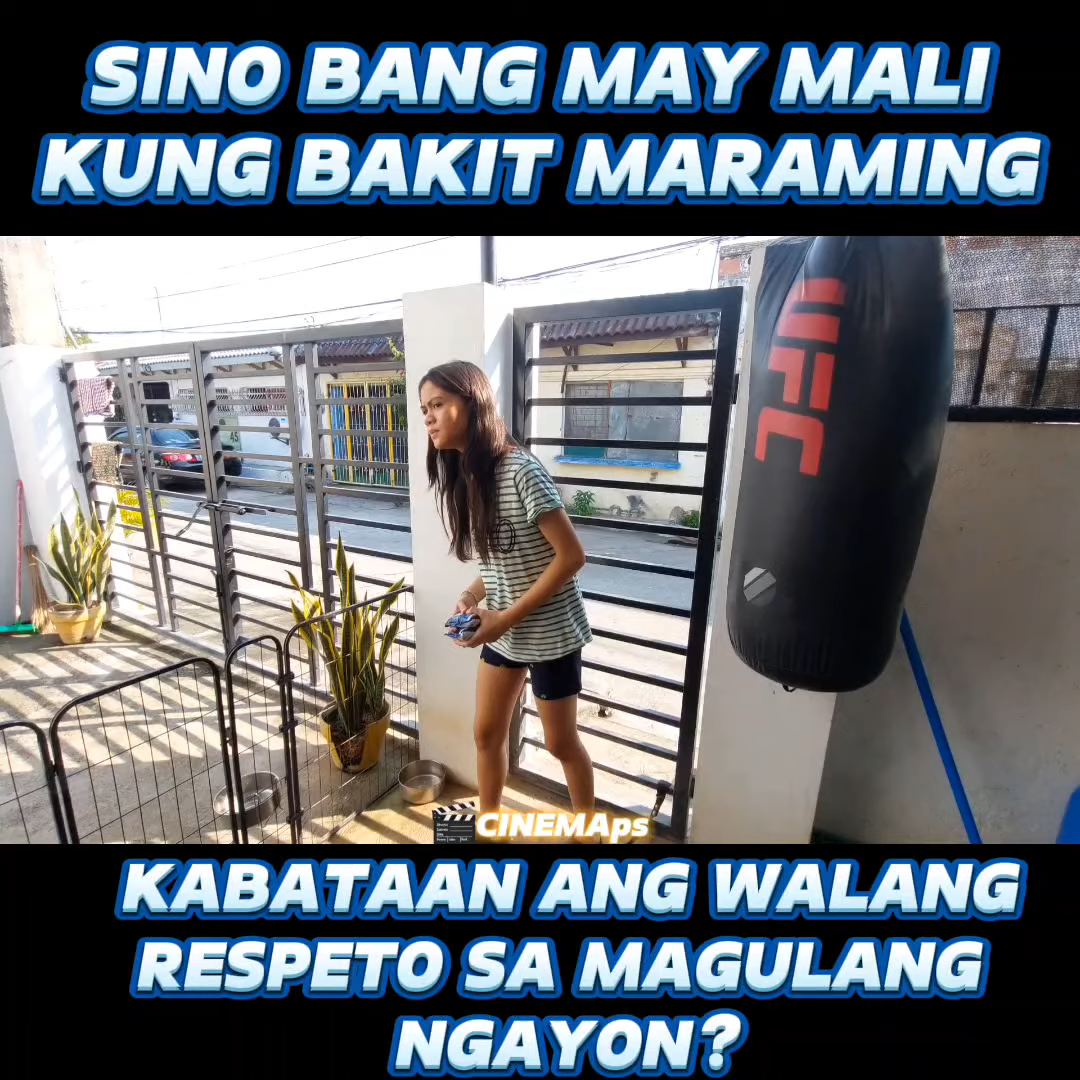 SINO BANG MAY MALI
KUNG BAKIT MARAMING
UFC
CINEMAps
KABATAAN ANG WALANG
RESPETO SA MAGULANG
NGAYON?